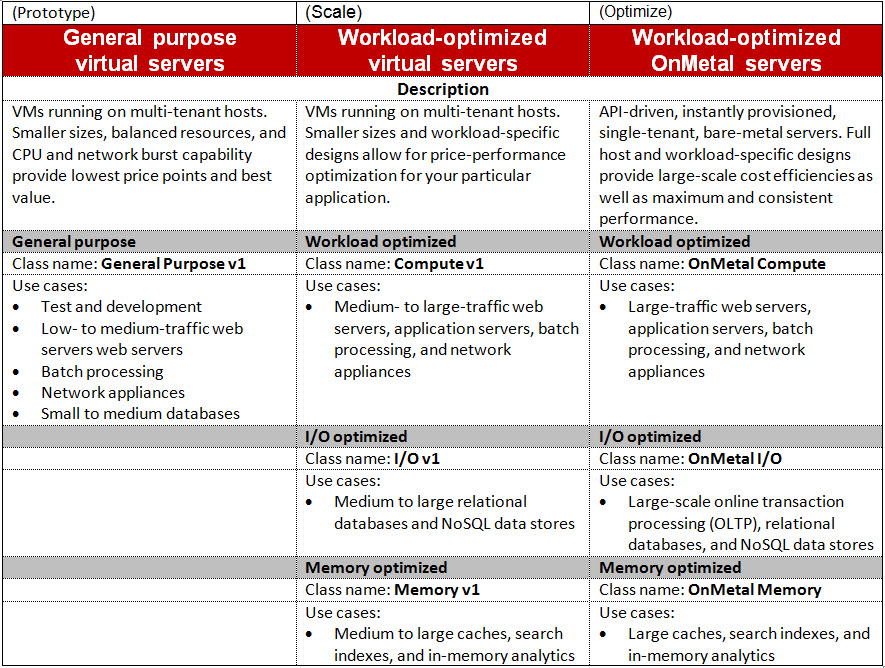 (Prototype)
(Scale)
(Optimize)
General purpose
virtual servers
Workload-optimized
virtual servers
Workload-optimized
OnMetal servers
Description
VMs running on multi-tenant hosts.
Smaller sizes, balanced resources, and
CPU and network burst capability
provide lowest price points and best
value.
VMs running on multi-tenant hosts.
Smaller sizes and workload-specific
designs allow for price-performance
optimization for your particular
application.
API-driven, instantly provisioned,
single-tenant, bare-metal servers. Full
host and workload-specific designs
provide large-scale cost efficiencies as
well as maximum and consistent
performance.
General purpose
Workload optimized
Workload optimized
Class name: General Purpose v1
Class name: Compute v1
Class name: OnMetal Compute
Use cases:
• Test and development
• Low- to medium-traffic web
servers web servers
• Batch processing
• Network appliances
• Small to medium databases
Use cases:
• Medium- to large-traffic web
servers, application servers, batch
processing, and network
appliances
Use cases:
• Large-traffic web servers,
application servers, batch
processing, and network
appliances
I/O optimized
I/O optimized
Class name: I/O v1
Class name: OnMetal I/O
Use cases:
• Medium to large relational
databases and NoSQL data stores
Use cases:
• Large-scale online transaction
processing (OLTP), relational
databases, and NoSQL data stores
Memory optimized
Memory optimized
Class name: Memory v1
Class name: OnMetal Memory
Use cases:
• Medium to large caches, search
indexes, and in-memory analytics
Use cases:
• Large caches, search indexes, and
in-memory analytics